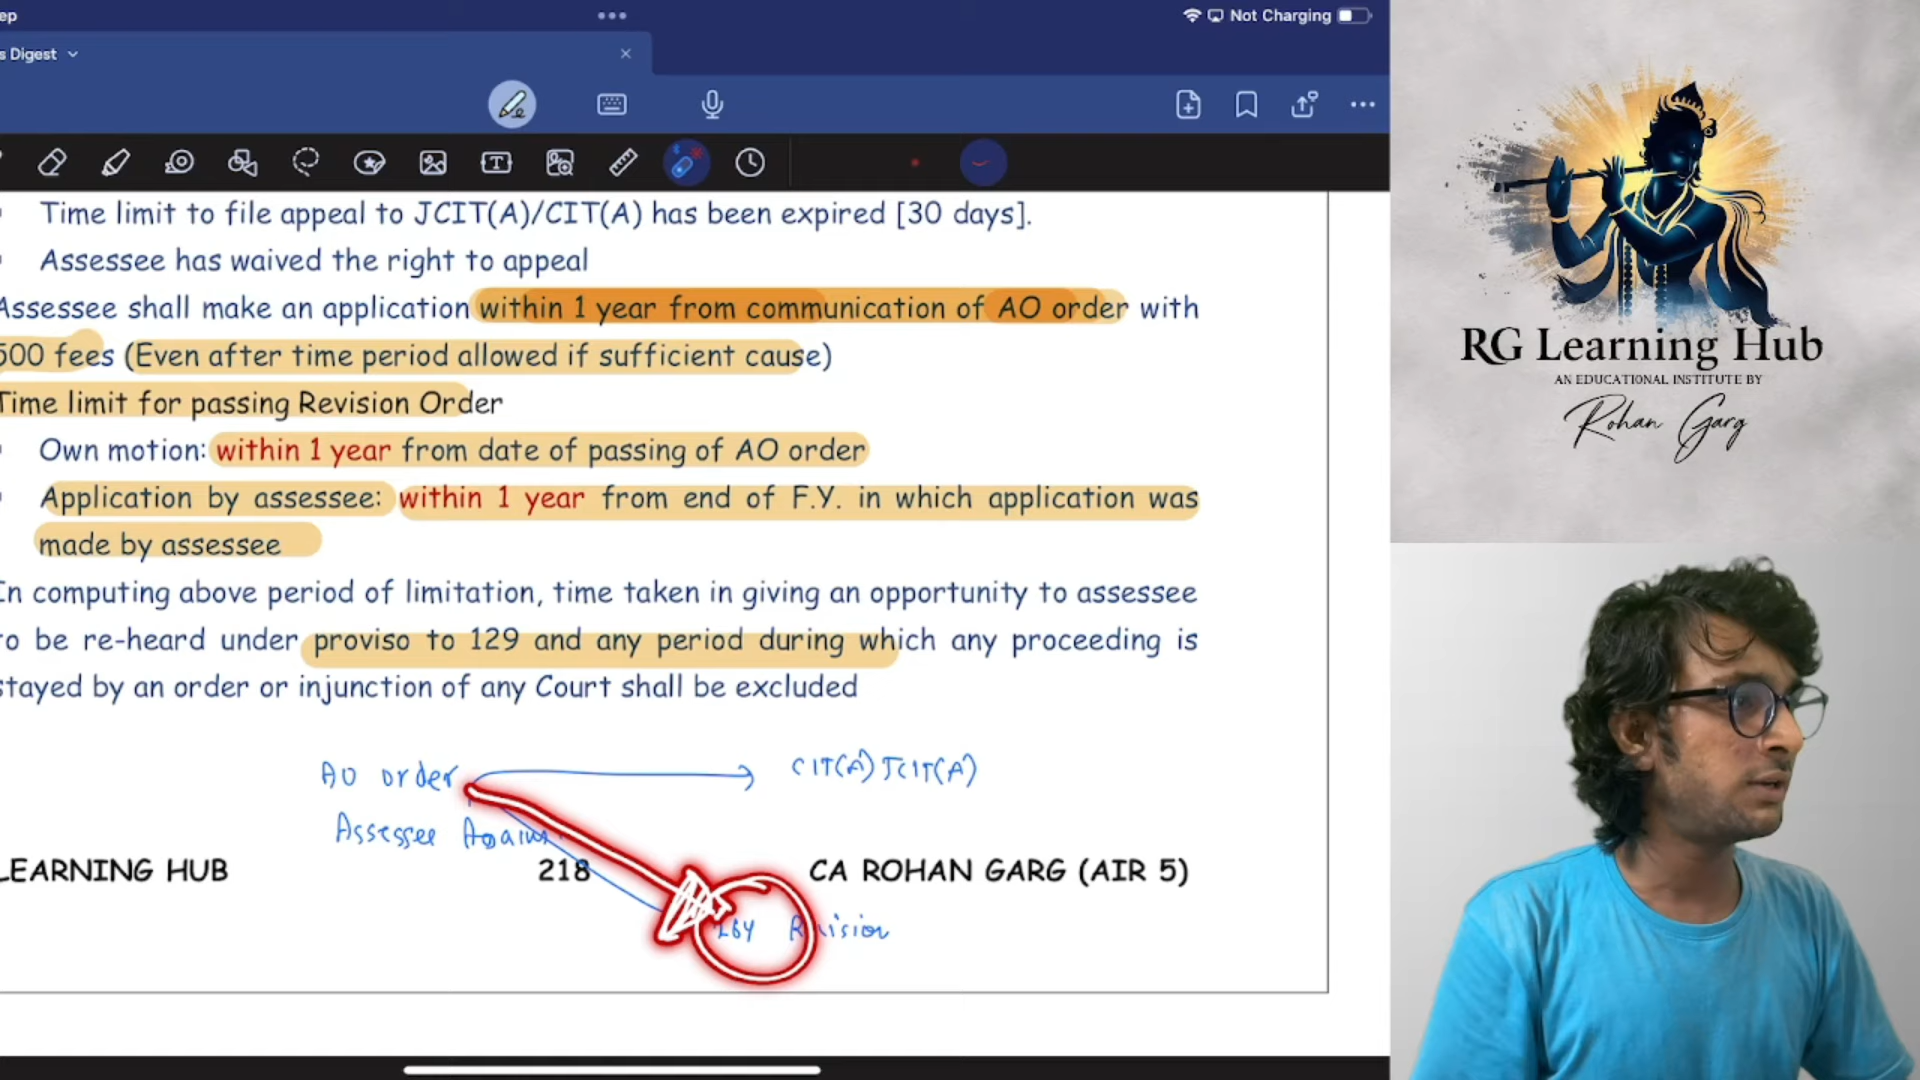 ep
Not Charging
s Digest
Time limit to file appeal to JCIT(A)/CIT(A) has been expired [30 days].
Assessee has waived the right to appeal
Assessee shall make an application within 1 year from communication of AO order with
500 fees (Even after time period allowed if sufficient cause)
Time limit for passing Revision Order
Own motion: within 1 year from date of passing of AO order
Application by assessee: within 1 year from end of F.Y. in which application was
made by assessee
In computing above period of limitation, time taken in giving an opportunity to assessee
to be re-heard under proviso to 129 and any period during which any proceeding is
stayed by an order or injunction of any Court shall be excluded
AO order
CIT(A) JCIT(A)
Assessee
LEARNING HUB
218
CA ROHAN GARG (AIR 5)
264 Revision
RG Learning Hub
AN EDUCATIONAL INSTITUTE BY
Rohan Garg